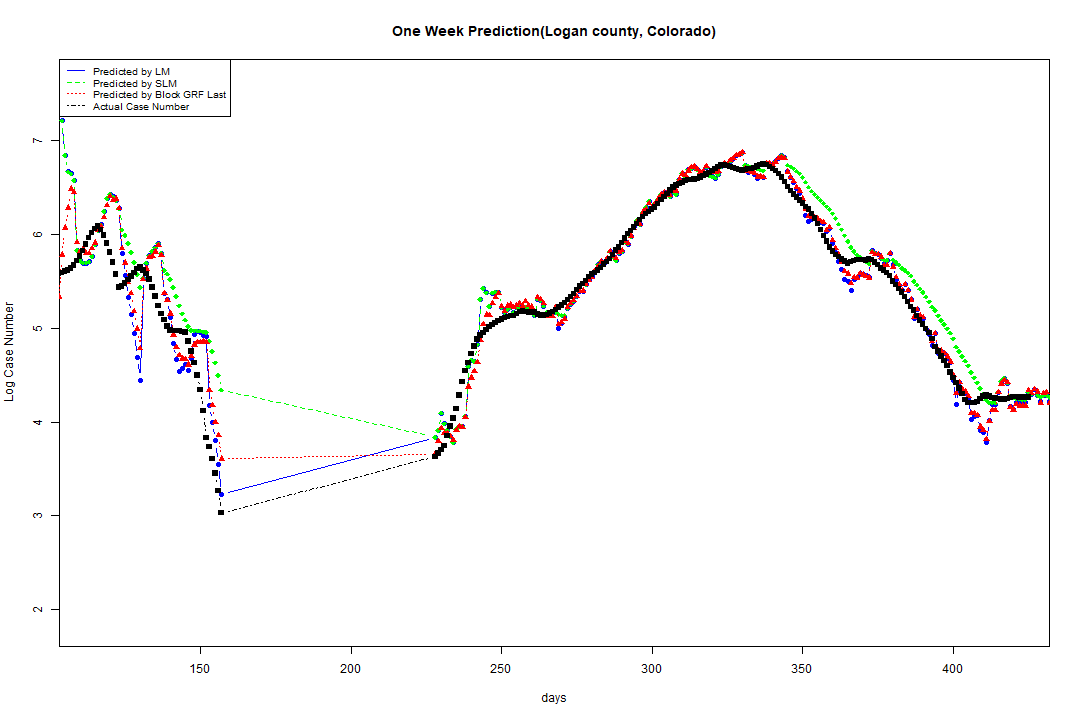 One Week Prediction(Logan county, Colorado)
Predicted by LM
Predicted by SLM
Predicted by Block GRF Last
Actual Case Number
7
6
5
4
3
2
Log Case Number
150 200 250 300 350 400
days